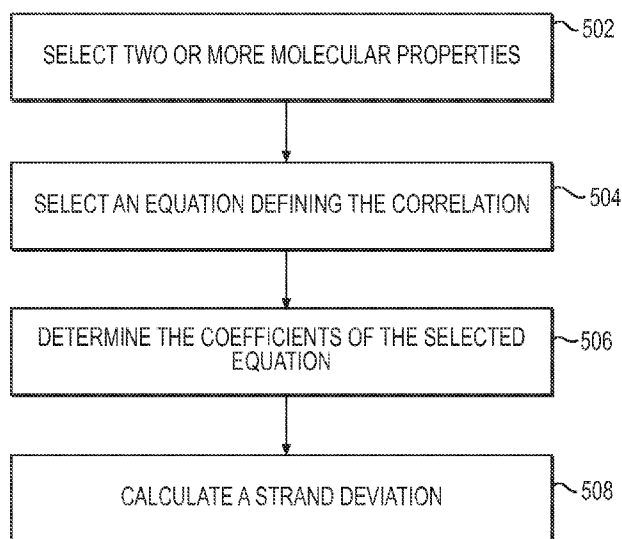 SELECT TWO OR MORE MOLECULAR PROPERTIES
502
SELECT AN EQUATION DEFINING THE CORRELATION
504
DETERMINE THE COEFFICIENTS OF THE SELECTED
EQUATION
506
CALCULATE A STRAND DEVIATION
508